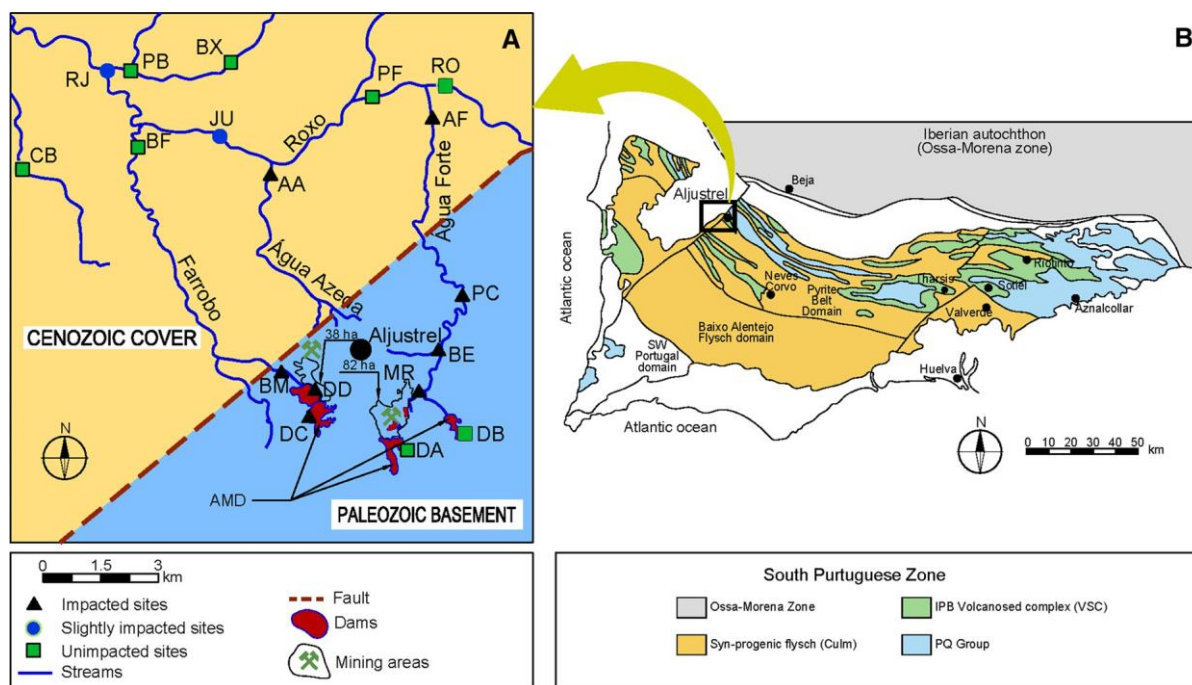 A
BX
PB
RJ
PF
RO
JU
AF
BF
Roxo
CB
AA
Água Forte
Farrobo
Água Azeda
PC
CENOZOIC COVER
38 ha
Aljustrel
BE
82 ha
BM
DD
MR
DC
DB
DA
N
AMD
PALEOZOIC BASEMENT
0 1.5 3
km
Impacted sites
Slightly impacted sites
Unimpacted sites
Streams
Fault
Dams
Mining areas
B
Iberian autochthon
(Ossa-Morena zone)
Beja
Aljustrel
Atlantic ocean
Neves
Corvo
Pyrite
Belt
Domain
Tharsis
Riotinto
Sotiel
Valverde
Aznalcollar
Baixo Alentejo
Flysch domain
SW
Portugal
domain
Huelva
Atlantic ocean
N
0 10 20 30 40 50
km
South Purtuguese Zone
Ossa-Morena Zone
IPB Volcanosed complex (VSC)
Syn-progenic flysch (Culm)
PQ Group